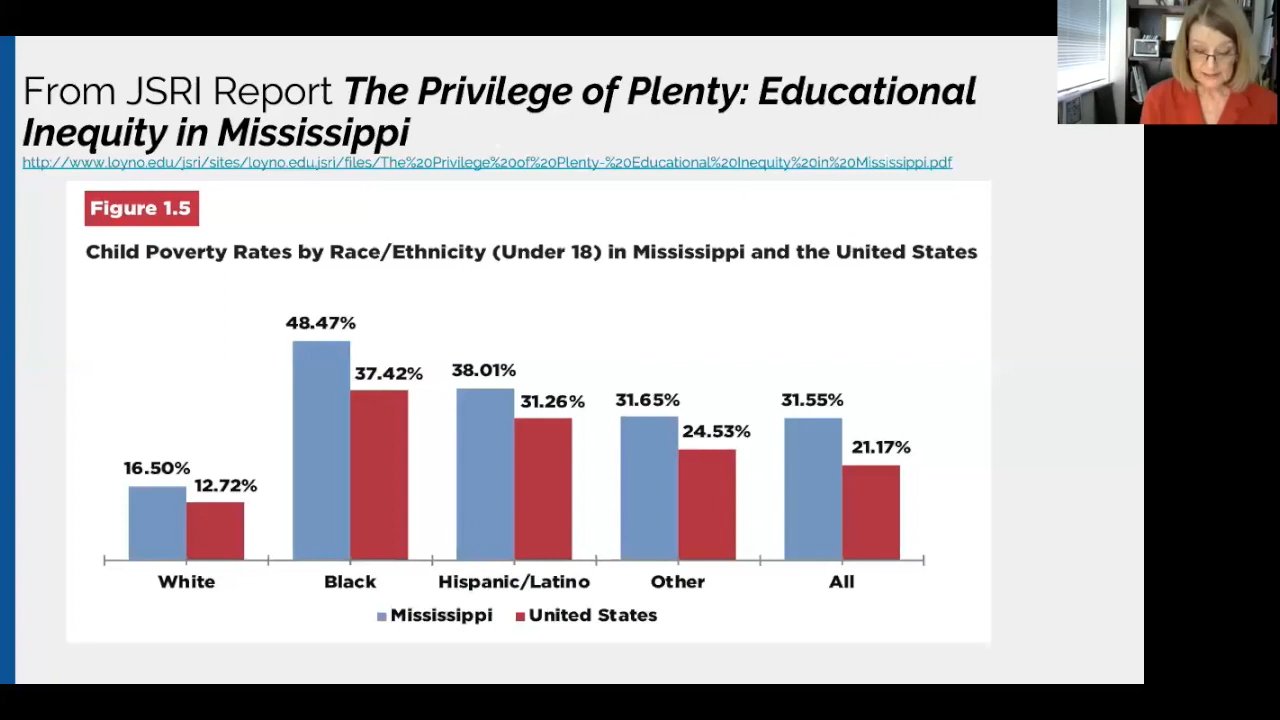 From JSRI Report The Privilege of Plenty: Educational
Inequity in Mississippi
http://www.loyno.edu/jsri/sites/loyno.edu.jsri/files/The%20Privilege%20of%20Plenty-%20Educational%20Inequity%20in%20Mississippi.pdf
Figure 1.5
Child Poverty Rates by Race/Ethnicity (Under 18) in Mississippi and the United States
48.47%
37.42%
38.01%
31.26%
31.65%
24.53%
31.55%
21.17%
16.50%
12.72%
White Black Hispanic/Latino Other All
Mississippi United States